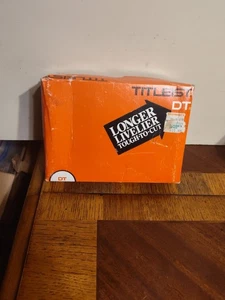 TITLEIST
DT
LONGER
LIVELIER
TOUGH-TO-CUT
DT